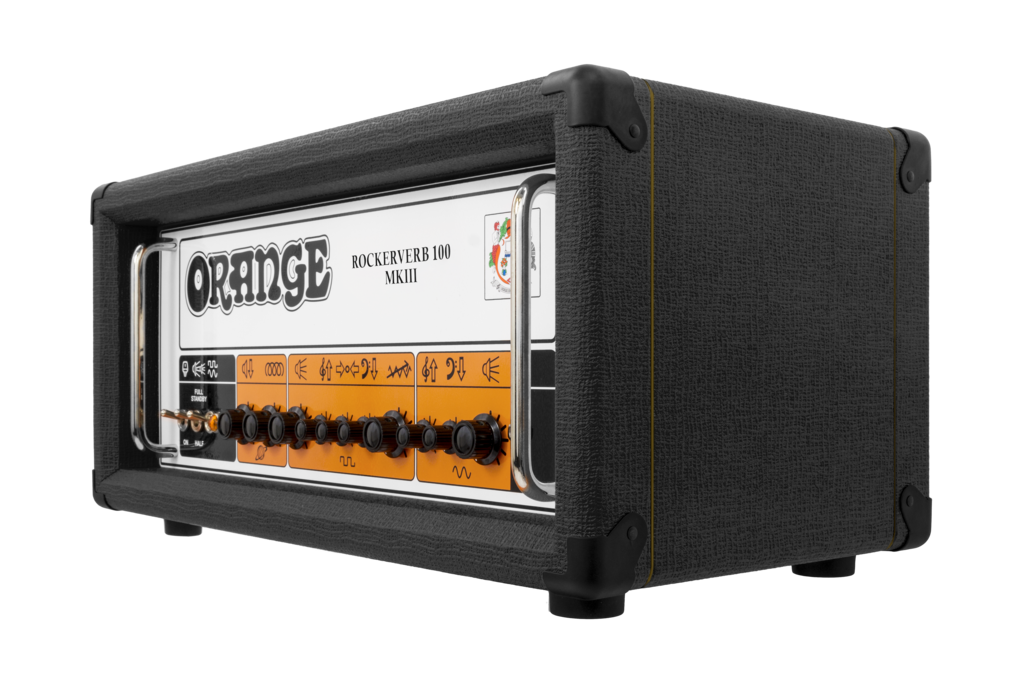 ORANGE
ROCKERVERB 100
MKIII
FULL
STANDBY
ON HALF